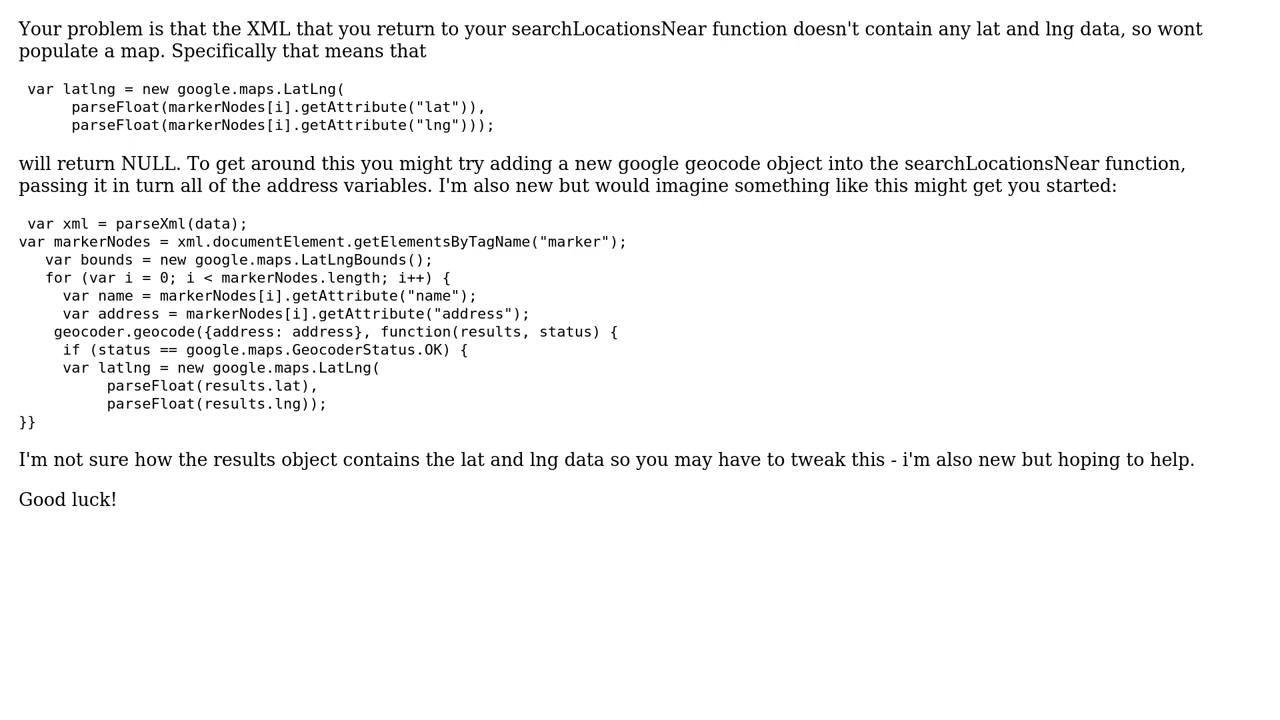 Your problem is that the XML that you return to your searchLocationsNear function doesn't contain any lat and lng data, so wont
populate a map. Specifically that means that
var latlng = new google.maps.LatLng(
parseFloat(markerNodes[i].getAttribute("lat")),
parseFloat(markerNodes[i].getAttribute("lng")));
will return NULL. To get around this you might try adding a new google geocode object into the searchLocationsNear function,
passing it in turn all of the address variables. I'm also new but would imagine something like this might get you started:
var xml = parseXml(data);
var markerNodes = xml.documentElement.getElementsByTagName("marker");
var bounds = new google.maps.LatLngBounds();
for (var i = 0; i < markerNodes.length; i++) {
var name = markerNodes[i].getAttribute("name");
var address = markerNodes[i].getAttribute("address");
geocoder.geocode({address: address}, function(results, status) {
if (status == google.maps.GeocoderStatus.OK) {
var latlng = new google.maps.LatLng(
parseFloat(results.lat),
parseFloat(results.lng));
}}
I'm not sure how the results object contains the lat and lng data so you may have to tweak this - i'm also new but hoping to help.
Good luck!